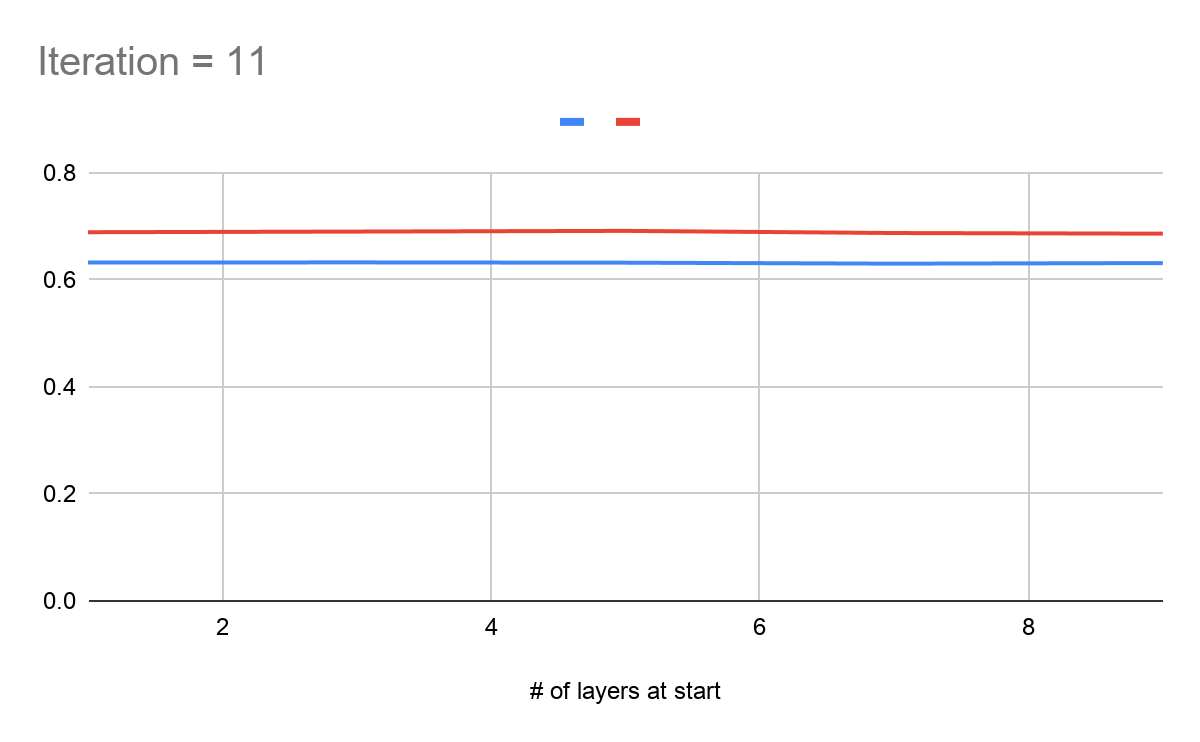 Iteration = 11
0.8
0.6
0.4
0.2
0.0
2 4 6 8
# of layers at start